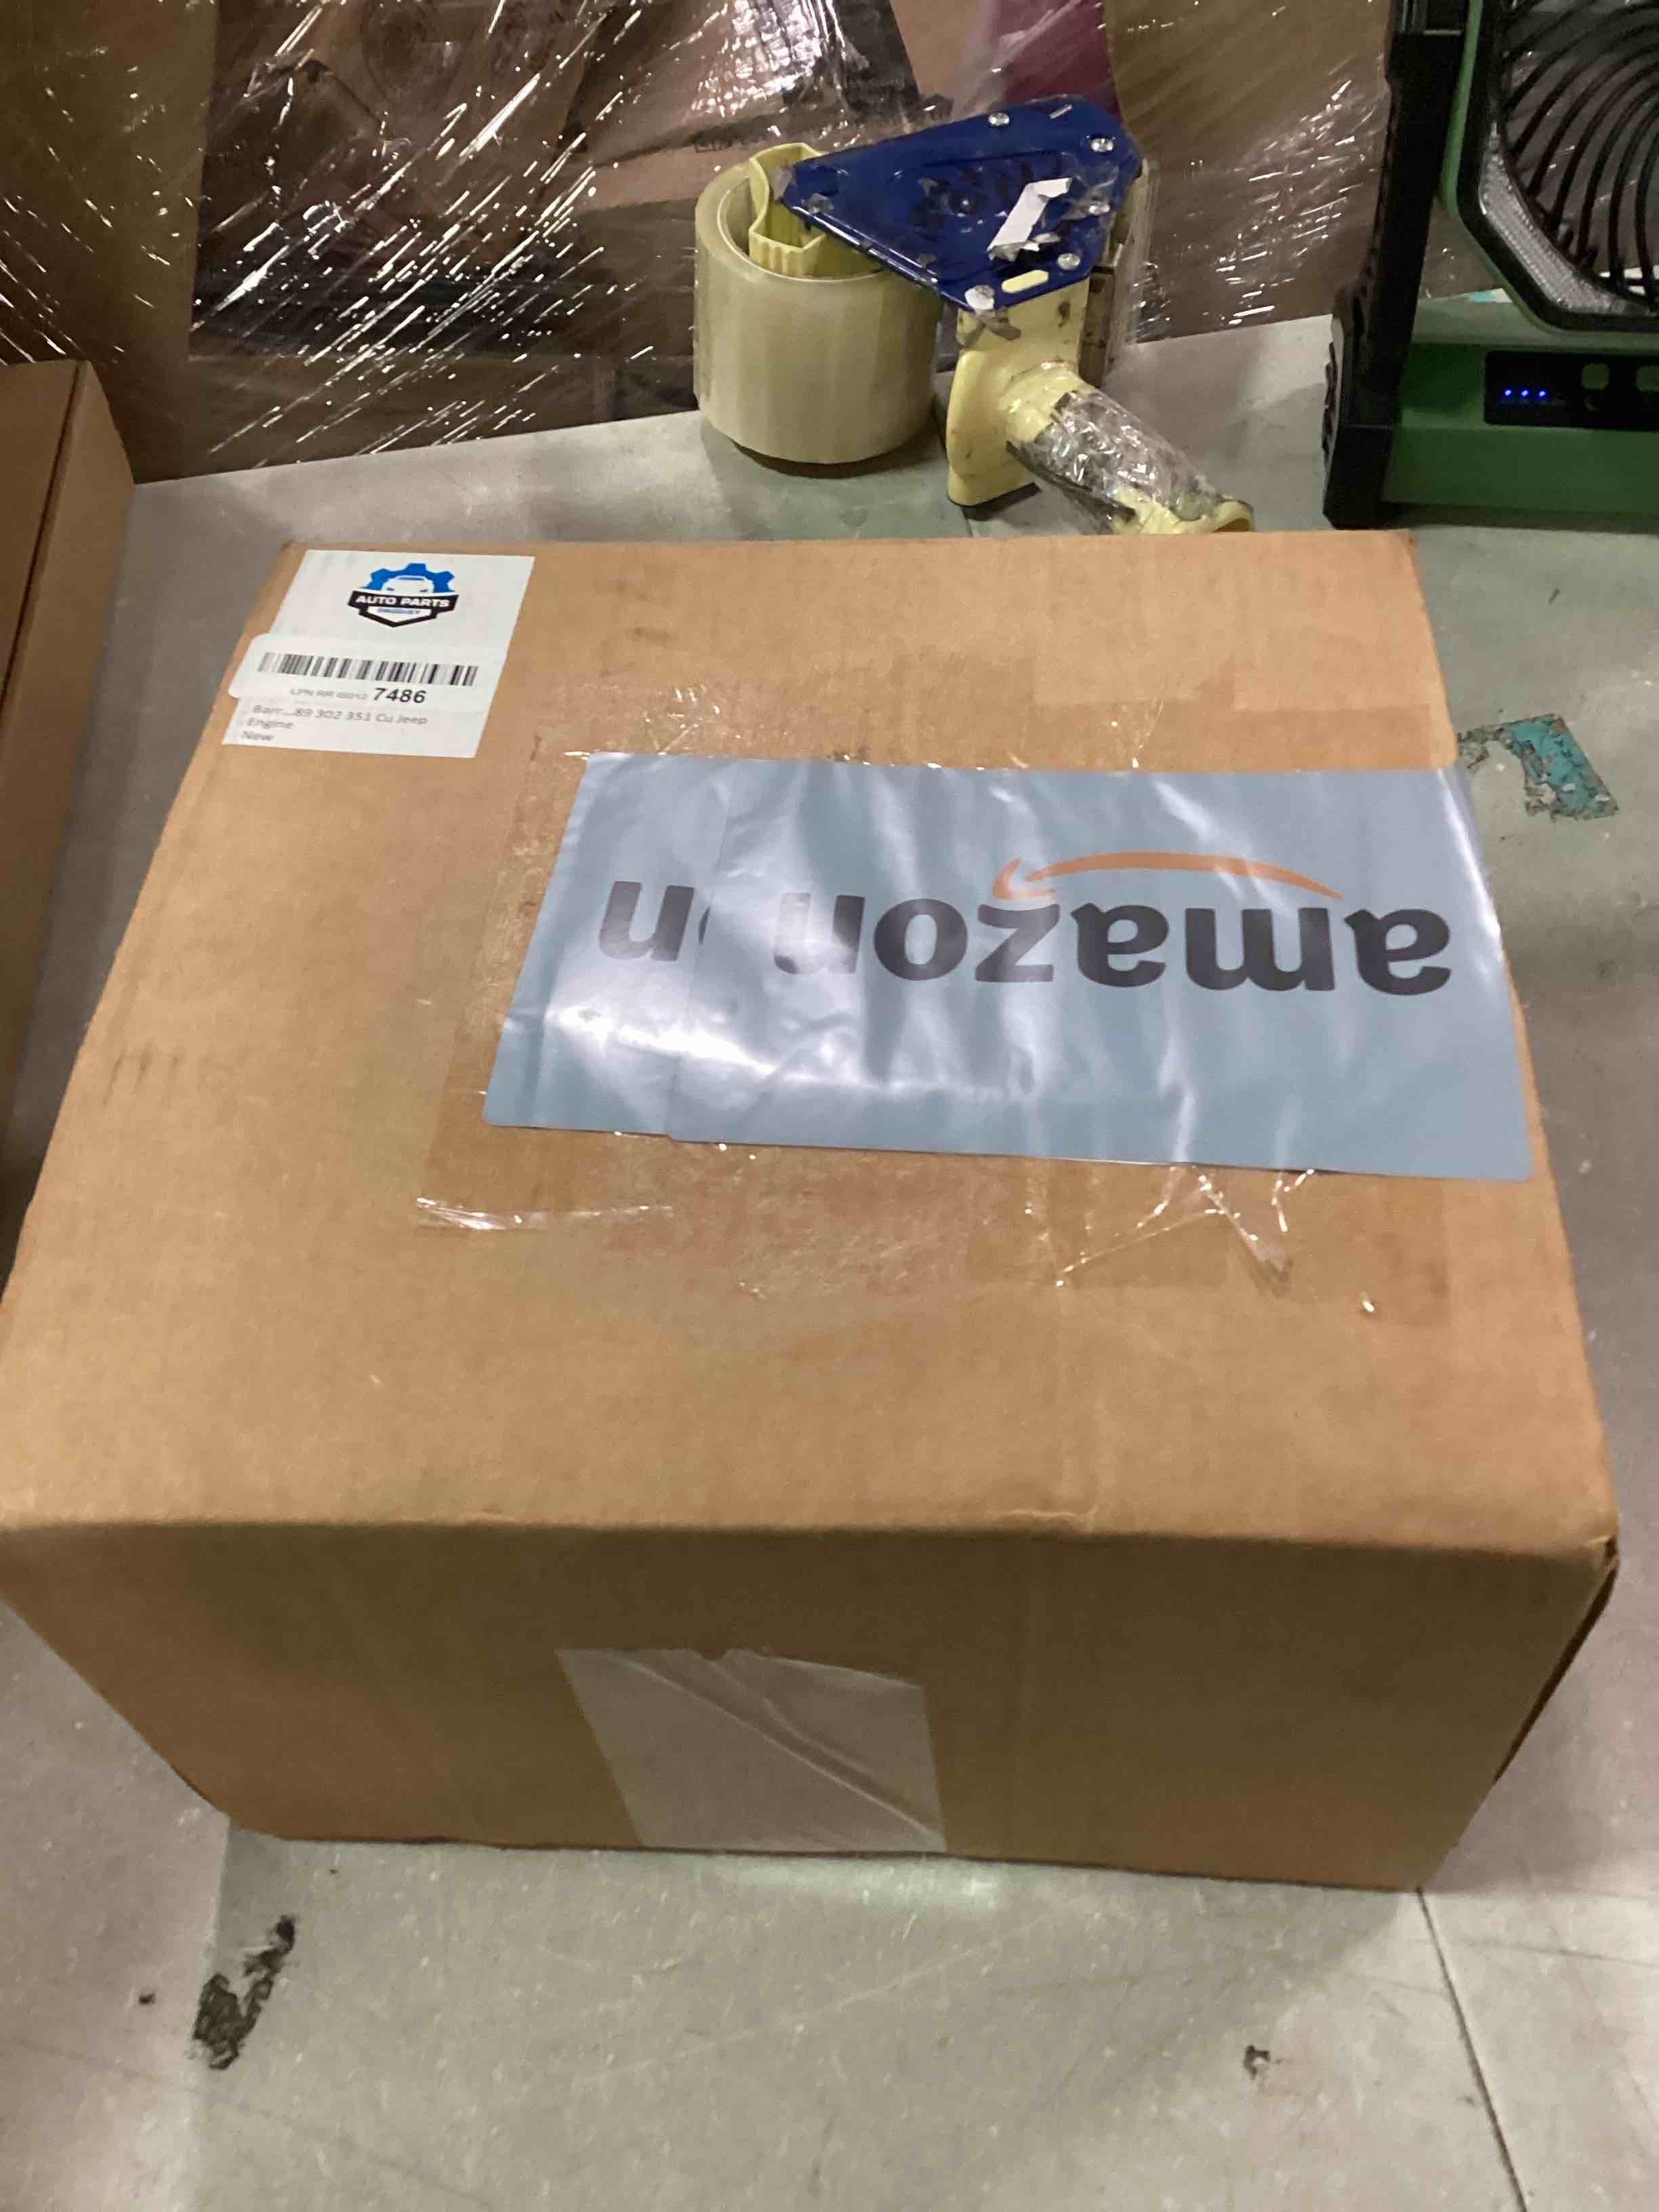 AUTO PARTS
7486
Barr...89 302 351 Cu Jeep
Engine
New
amazon
n